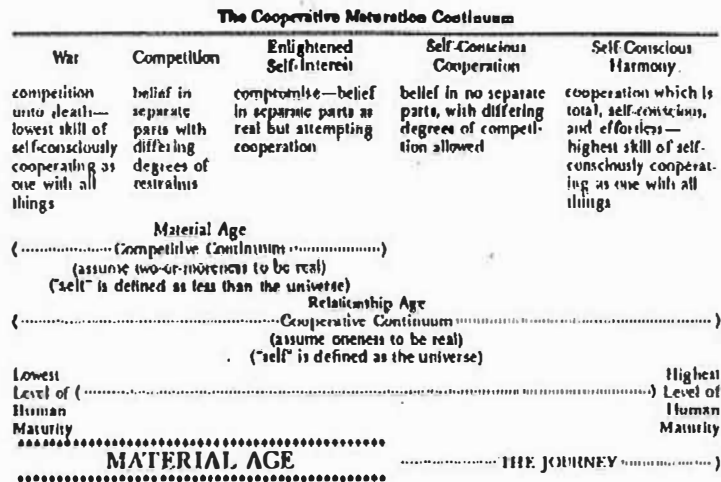 The Cooperative Maturation Continuum
War
competition
unto death—
lowest skill of
self-consciously
cooperating as
one with all
things
Competition
belief in
separate
parts with
differing
degrees of
restraints
Enlightened
Self-Interest
compromise—belief
in separate parts as
real but attempting
cooperation
Self-Conscious
Cooperation
belief in no separate
parts, with differing
degrees of competi-
tion allowed
Self-Conscious
Harmony
cooperation which is
total, self-conscious,
and effortless—
highest skill of self-
consciously cooperat-
ing as one with all
things
Material Age
(····················Competitive Continuum··················)
(assume two-or-moreness to be real)
("self" is defined as less than the universe)
Relationship Age
(··················································Cooperative Continuum··················································)
(assume oneness to be real)
("self" is defined as the universe)
Lowest
Level of (
Human
Maturity
Highest
) Level of
Human
Maturity
MATERIAL AGE
···················· THE JOURNEY ····················)